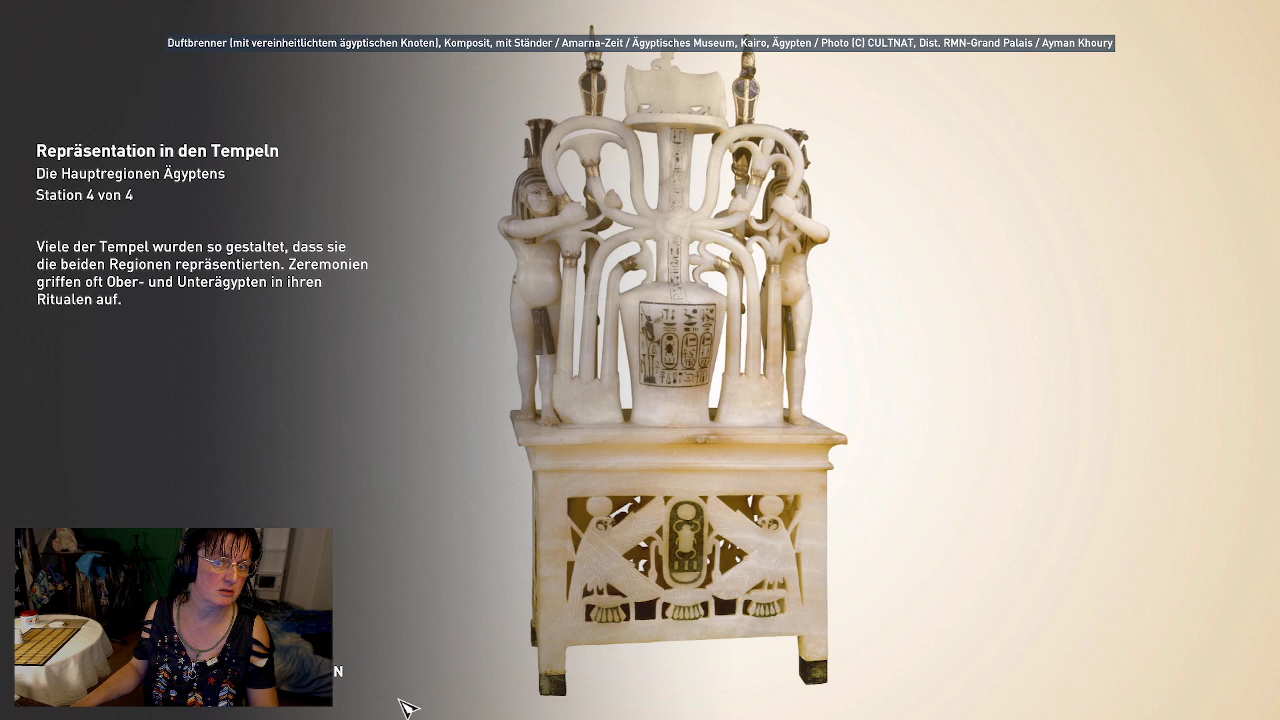 Duftbrenner (mit vereinheitlichtem ägyptischen Knoten), Komposit, mit Ständer / Amarna-Zeit / Ägyptisches Museum, Kairo, Ägypten / Photo (C) CULTNAT, Dist. RMN-Grand Palais / Ayman Khoury
Repräsentation in den Tempeln
Die Hauptregionen Ägyptens
Station 4 von 4
Viele der Tempel wurden so gestaltet, dass sie
die beiden Regionen repräsentierten. Zeremonien
griffen oft Ober- und Unterägypten in ihren
Ritualen auf.
N